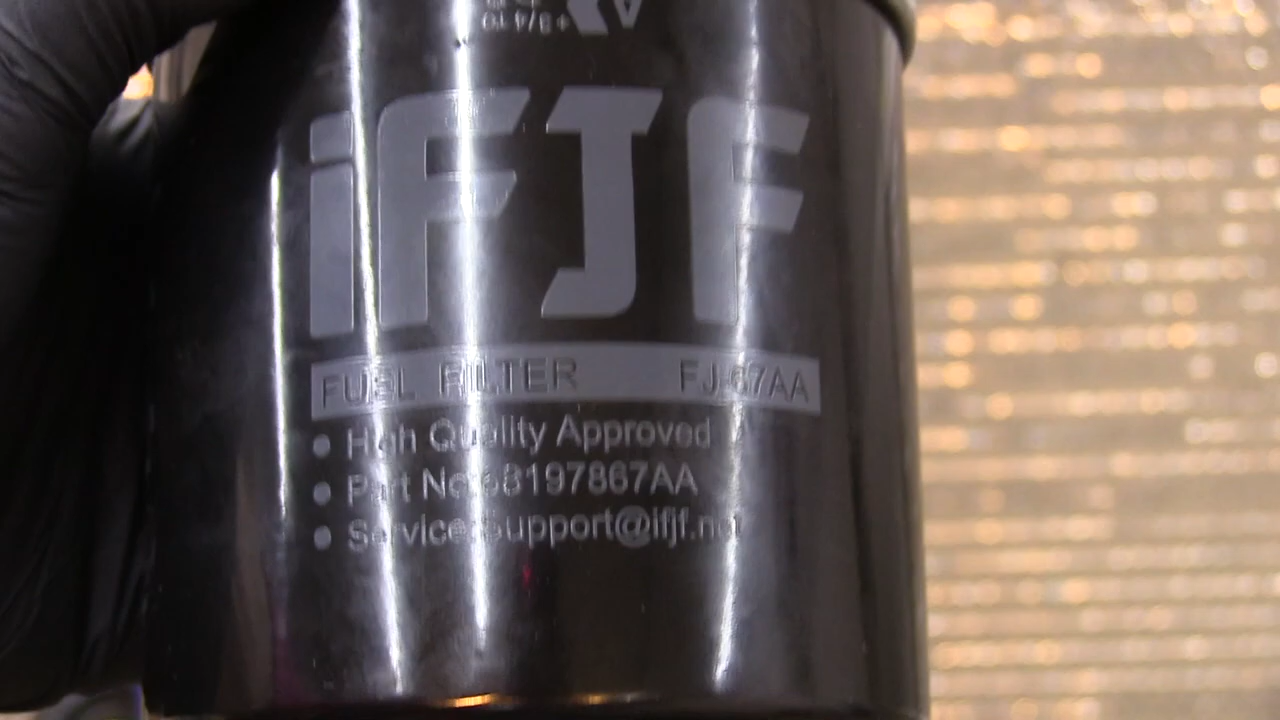 iFJF
FUEL FILTER FJ-67AA
High Quality Approved
Part No:68197867AA
Service:support@ifjf.net